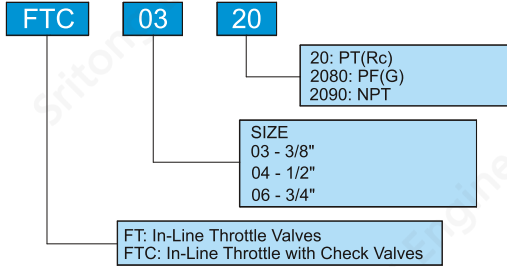 FTC 03 20
20: PT(Rc)
2080: PF(G)
2090: NPT
SIZE
03 - 3/8"
04 - 1/2"
06 - 3/4"
FT: In-Line Throttle Valves
FTC: In-Line Throttle with Check Valves